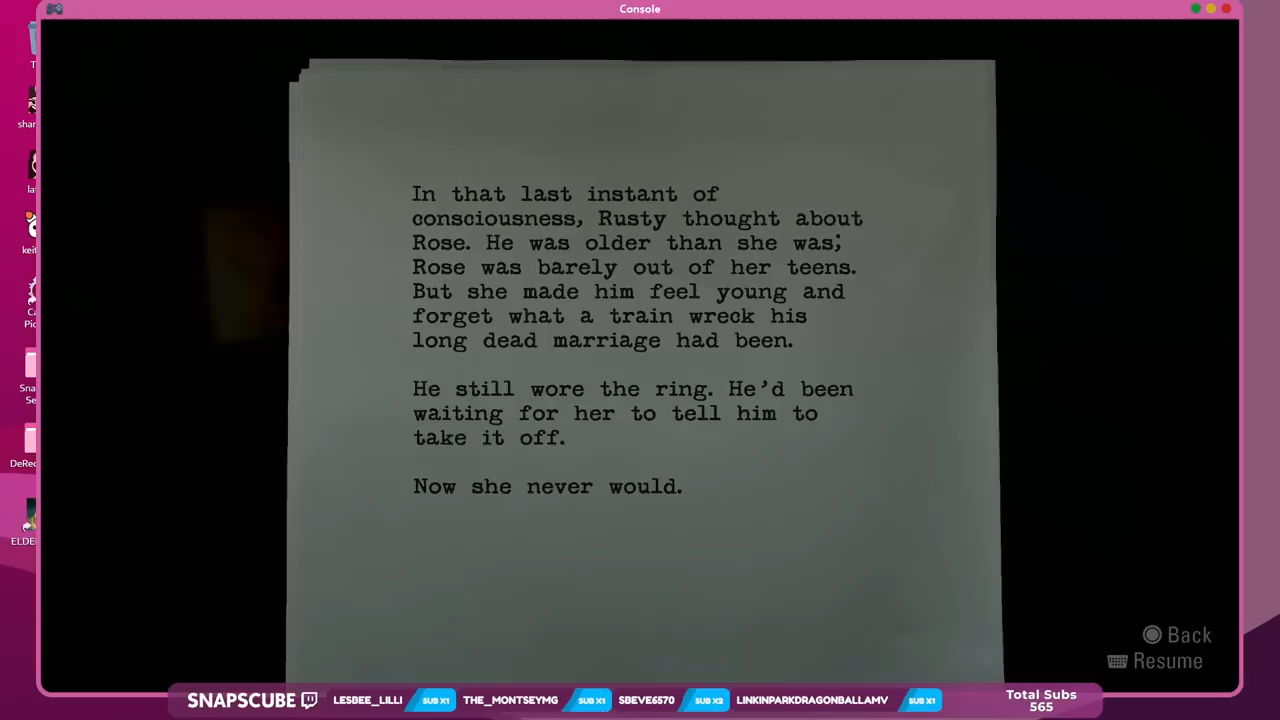 Console
In that last instant of
consciousness, Rusty thought about
Rose. He was older than she was;
Rose was barely out of her teens.
But she made him feel young and
forget what a train wreck his
long dead marriage had been.
He still wore the ring. He'd been
waiting for her to tell him to
take it off.
Now she never would.
Back
Resume
SNAPSCUBE
LESBEE_LILLI SUB X1 THE_MONTSEYMG SUB X1 SBEVE6570 SUB X2 LINKINPARKDRAGONBALLAMV SUB X1
Total Subs
565